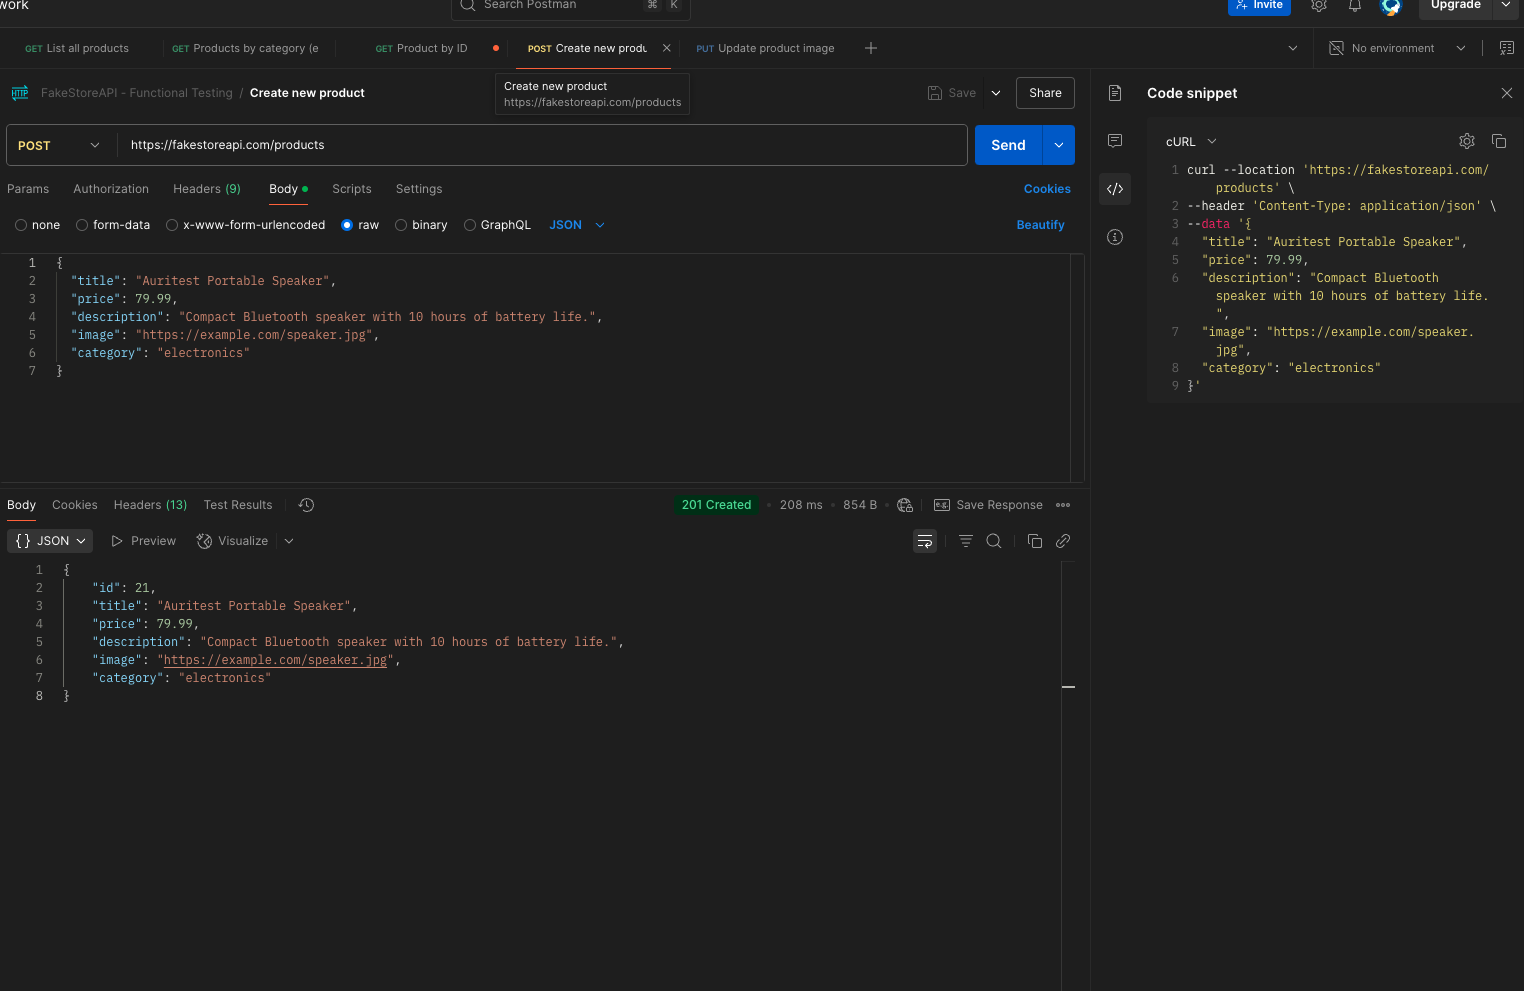 work
Search Postman
⌘ K
Invite
Upgrade
GET List all products
GET Products by category (e
GET Product by ID
POST Create new produ
PUT Update product image
No environment
FakeStoreAPI - Functional Testing / Create new product
Create new product
https://fakestoreapi.com/products
Save
Share
POST
https://fakestoreapi.com/products
Send
Params Authorization Headers (9) Body Scripts Settings
Cookies
none form-data x-www-form-urlencoded raw binary GraphQL JSON
Beautify
1 {
2 "title": "Auritest Portable Speaker",
3 "price": 79.99,
4 "description": "Compact Bluetooth speaker with 10 hours of battery life.",
5 "image": "https://example.com/speaker.jpg",
6 "category": "electronics"
7 }
Body Cookies Headers (13) Test Results
201 Created • 208 ms • 854 B
Save Response
{} JSON Preview Visualize
1 {
2 "id": 21,
3 "title": "Auritest Portable Speaker",
4 "price": 79.99,
5 "description": "Compact Bluetooth speaker with 10 hours of battery life.",
6 "image": "https://example.com/speaker.jpg",
7 "category": "electronics"
8 }
Code snippet
cURL
1 curl --location 'https://fakestoreapi.com/
products' \
2 --header 'Content-Type: application/json' \
3 --data '{
4 "title": "Auritest Portable Speaker",
5 "price": 79.99,
6 "description": "Compact Bluetooth
speaker with 10 hours of battery life.
",
7 "image": "https://example.com/speaker.
jpg",
8 "category": "electronics"
9 }'